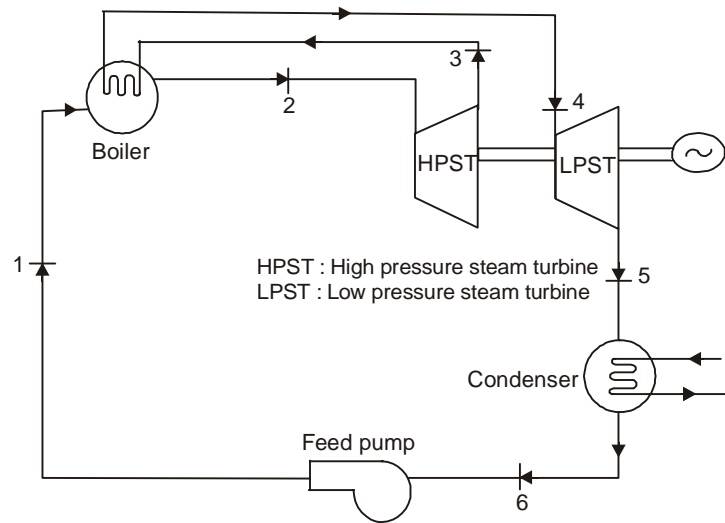 3
2
4
Boiler
HPST
LPST
~
1
HPST : High pressure steam turbine
LPST : Low pressure steam turbine
5
Condenser
Feed pump
6